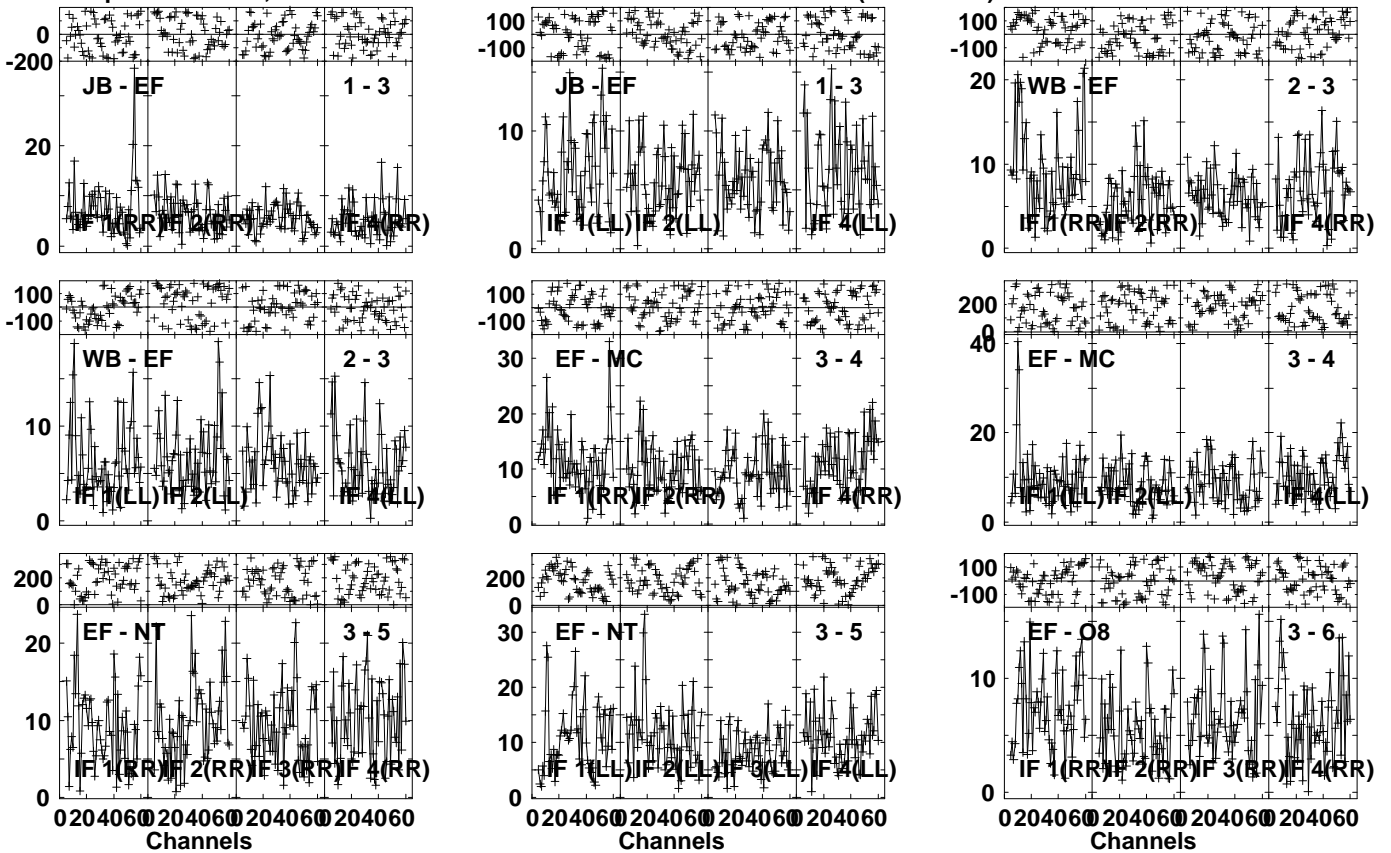 0
-200
JB - EF 1 - 3
20
0
IF 1(RR) IF 2(RR) IF 4(RR)
100
-100
JB - EF 1 - 3
10
0
IF 1(LL) IF 2(LL) IF 4(LL)
100
-100
WB - EF 2 - 3
20
10
0
IF 1(RR) IF 2(RR) IF 4(RR)
100
-100
WB - EF 2 - 3
10
0
IF 1(LL) IF 2(LL) IF 4(LL)
100
-100
EF - MC 3 - 4
30
20
10
0
IF 1(RR) IF 2(RR) IF 4(RR)
200
0
EF - MC 3 - 4
40
20
0
IF 1(LL) IF 2(LL) IF 4(LL)
200
0
EF - NT 3 - 5
20
10
0
IF 1(RR) IF 2(RR) IF 3(RR) IF 4(RR)
0 20 40 60 0 20 40 60 0 20 40 60 0 20 40 60
Channels
200
0
EF - NT 3 - 5
30
20
10
0
IF 1(LL) IF 2(LL) IF 3(LL) IF 4(LL)
0 20 40 60 0 20 40 60 0 20 40 60 0 20 40 60
Channels
100
-100
EF - O8 3 - 6
10
0
IF 1(RR) IF 2(RR) IF 3(RR) IF 4(RR)
0 20 40 60 0 20 40 60 0 20 40 60 0 20 40 60
Channels